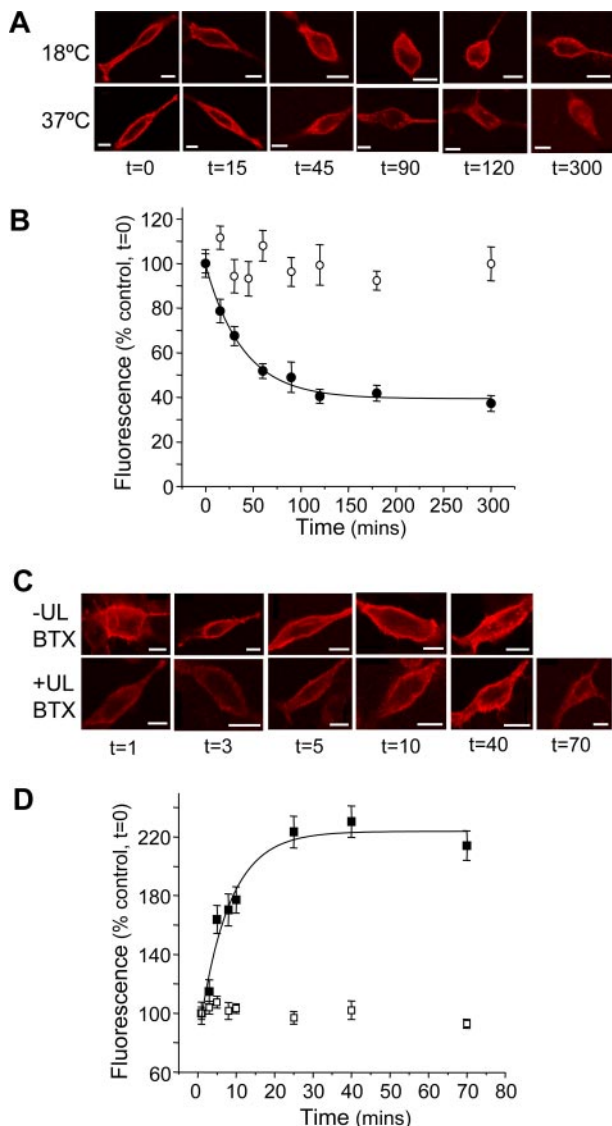 A
18ºC
37ºC
t=0 t=15 t=45 t=90 t=120 t=300
B
Fluorescence (% control, t=0)
120
100
80
60
40
20
0
0 50 100 150 200 250 300
Time (mins)
C
-UL
BTX
+UL
BTX
t=1 t=3 t=5 t=10 t=40 t=70
D
Fluorescence (% control, t=0)
220
180
140
100
60
0 10 20 30 40 50 60 70 80
Time (mins)